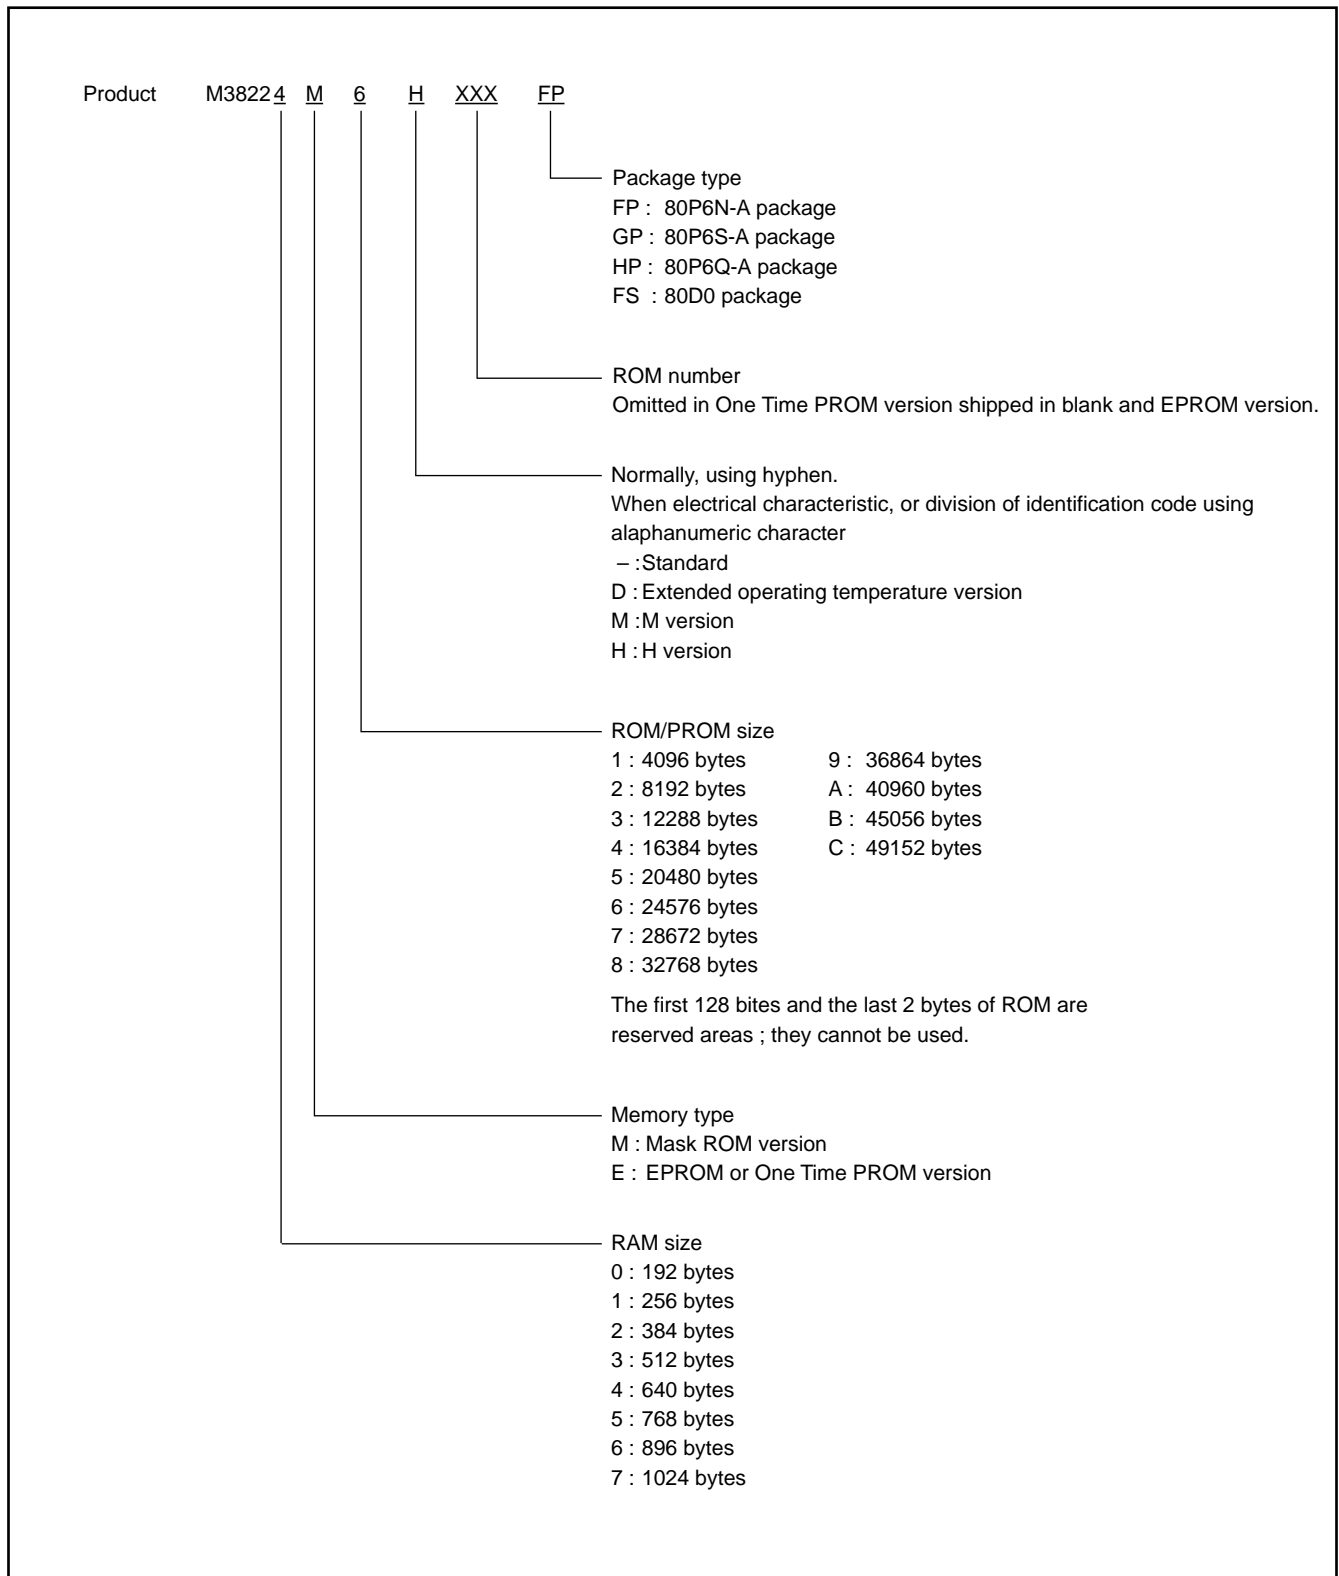 Product M38224 M 6 H XXX FP
Package type
FP : 80P6N-A package
GP : 80P6S-A package
HP : 80P6Q-A package
FS : 80D0 package
ROM number
Omitted in One Time PROM version shipped in blank and EPROM version.
Normally, using hyphen.
When electrical characteristic, or division of identification code using
alaphanumeric character
– : Standard
D : Extended operating temperature version
M : M version
H : H version
ROM/PROM size
1 : 4096 bytes 9 : 36864 bytes
2 : 8192 bytes A : 40960 bytes
3 : 12288 bytes B : 45056 bytes
4 : 16384 bytes C : 49152 bytes
5 : 20480 bytes
6 : 24576 bytes
7 : 28672 bytes
8 : 32768 bytes
The first 128 bites and the last 2 bytes of ROM are
reserved areas ; they cannot be used.
Memory type
M : Mask ROM version
E : EPROM or One Time PROM version
RAM size
0 : 192 bytes
1 : 256 bytes
2 : 384 bytes
3 : 512 bytes
4 : 640 bytes
5 : 768 bytes
6 : 896 bytes
7 : 1024 bytes